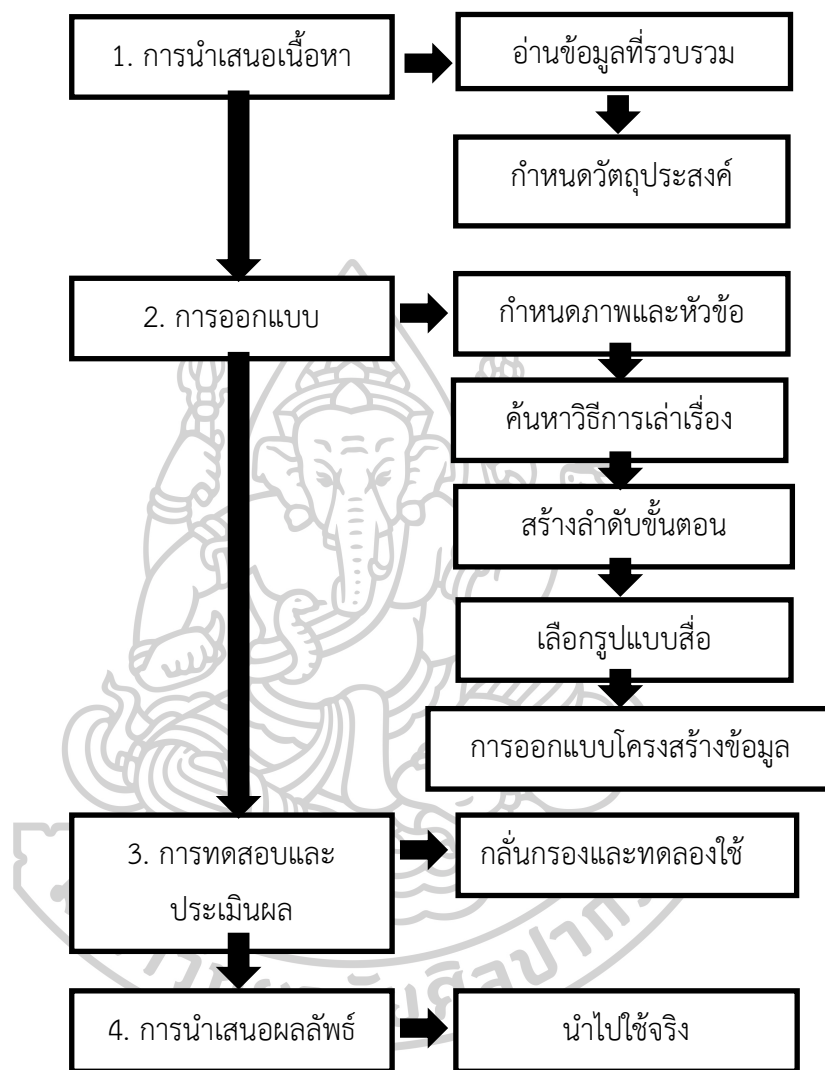 1. การนำเสนอเนื้อหา
อ่านข้อมูลที่รวบรวม
กำหนดวัตถุประสงค์
2. การออกแบบ
กำหนดภาพและหัวข้อ
ค้นหาวิธีการเล่าเรื่อง
สร้างลำดับขั้นตอน
เลือกรูปแบบสื่อ
การออกแบบโครงสร้างข้อมูล
3. การทดสอบและ
ประเมินผล
กลั่นกรองและทดลองใช้
4. การนำเสนอผลลัพธ์
นำไปใช้จริง